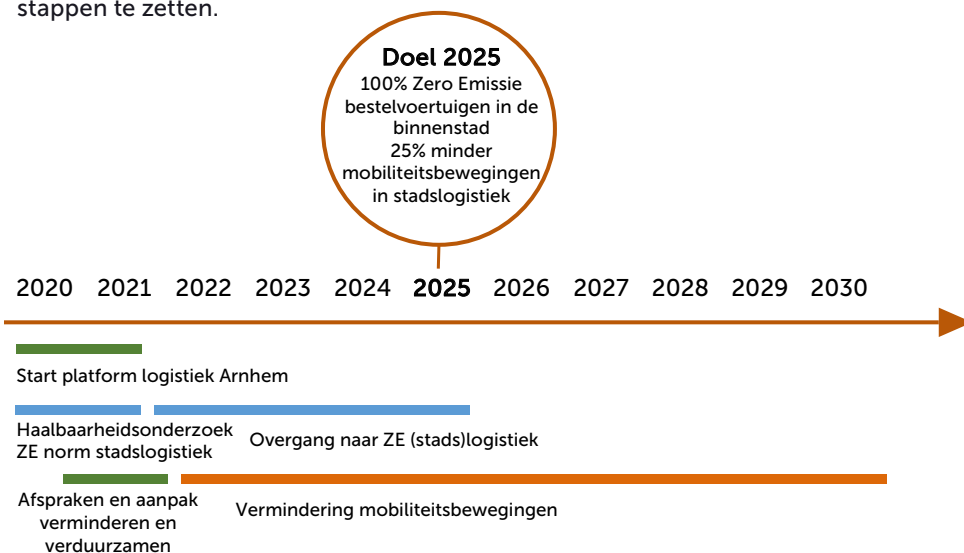 stappen te zetten.
Doel 2025
100% Zero Emissie
bestelvoertuigen in de
binnenstad
25% minder
mobiliteitsbewegingen
in stadslogistiek
2020 2021 2022 2023 2024 2025 2026 2027 2028 2029 2030
Start platform logistiek Arnhem
Haalbaarheidsonderzoek
ZE norm stadslogistiek
Overgang naar ZE (stads)logistiek
Afspraken en aanpak
verminderen en
verduurzamen
Vermindering mobiliteitsbewegingen